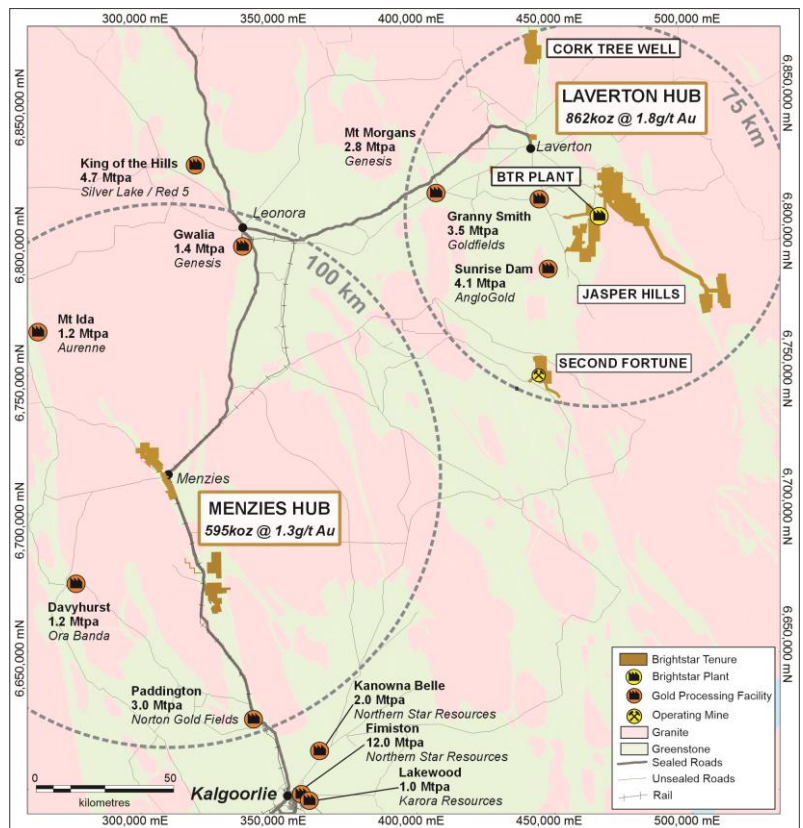 300,000 mE
350,000 mE
400,000 mE
450,000 mE
500,000 mE
6,850,000 mN
6,850,000 mN
CORK TREE WELL
LAVERTON HUB
862koz @ 1.8g/t Au
75 km
Mt Morgans
2.8 Mtpa
Genesis
Laverton
King of the Hills
4.7 Mtpa
Silver Lake / Red 5
BTR PLANT
Leonora
Granny Smith
3.5 Mtpa
Goldfields
6,800,000 mN
6,800,000 mN
Gwalia
1.4 Mtpa
Genesis
100 km
Sunrise Dam
4.1 Mtpa
AngloGold
JASPER HILLS
Mt Ida
1.2 Mtpa
Aurenne
SECOND FORTUNE
6,750,000 mN
6,750,000 mN
Menzies
MENZIES HUB
595koz @ 1.3g/t Au
6,700,000 mN
6,700,000 mN
Davyhurst
1.2 Mtpa
Ora Banda
6,650,000 mN
6,650,000 mN
Paddington
3.0 Mtpa
Norton Gold Fields
Kanowna Belle
2.0 Mtpa
Northern Star Resources
Fimiston
12.0 Mtpa
Northern Star Resources
Lakewood
1.0 Mtpa
Karora Resources
Kalgoorlie
0
50
kilometres
Brightstar Tenure
Brightstar Plant
Gold Processing Facility
Operating Mine
Granite
Greenstone
Sealed Roads
Unsealed Roads
Rail
300,000 mE
350,000 mE
400,000 mE
450,000 mE
500,000 mE